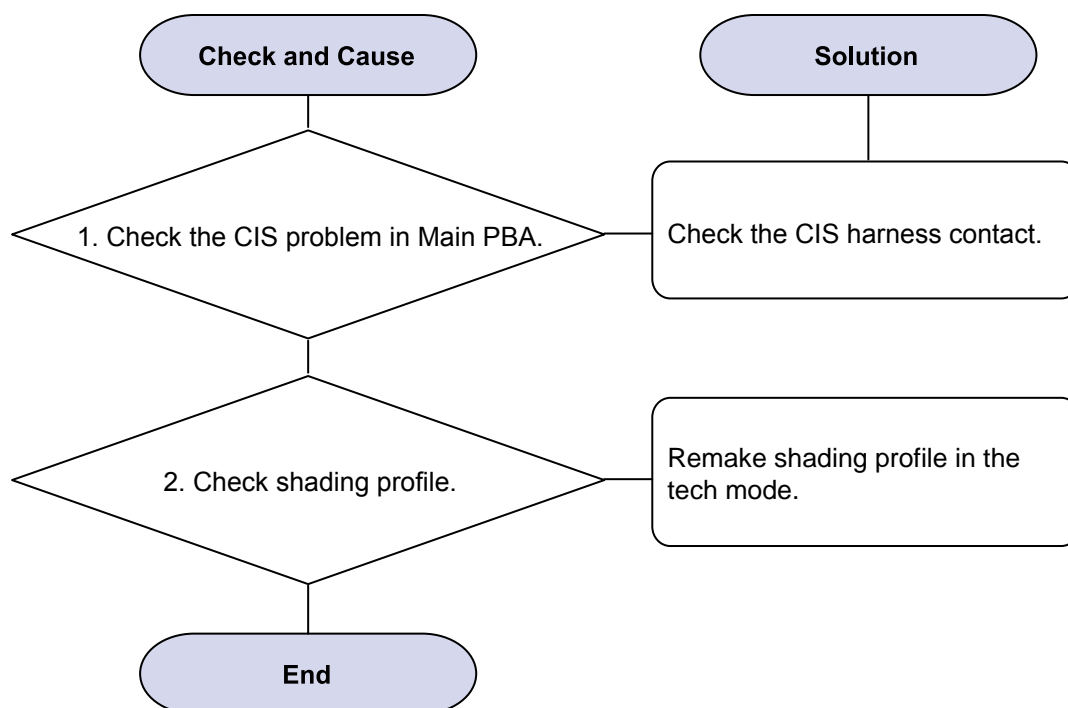 Check and Cause
Solution
1. Check the CIS problem in Main PBA.
Check the CIS harness contact.
2. Check shading profile.
Remake shading profile in the
tech mode.
End